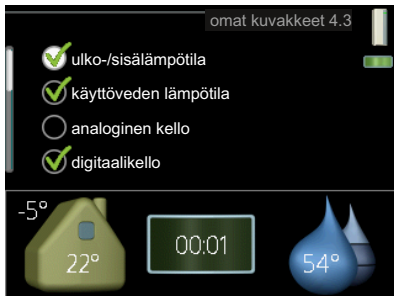 omat kuvakkeet 4.3
ulko-/sisälämpötila
käyttöveden lämpötila
analoginen kello
digitaalikello
-5°
22°
00:01
54°